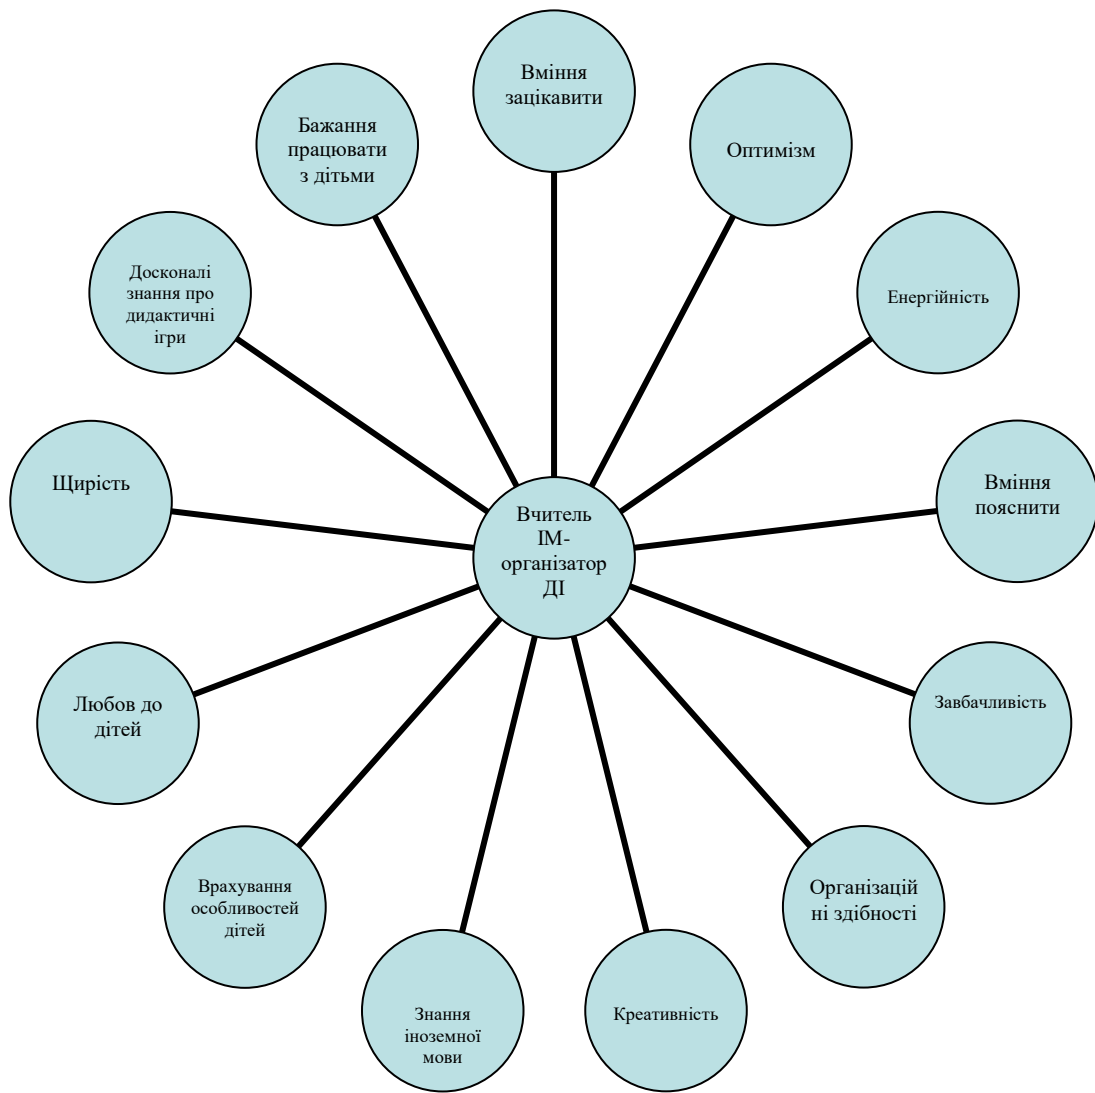 Вміння
зацікавити
Оптимізм
Енергійність
Вміння
пояснити
Завбачливість
Організацій
ні здібності
Креативність
Знання
іноземної
мови
Врахування
особливостей
дітей
Любов до
дітей
Щирість
Досконалі
знання про
дидактичні
ігри
Бажання
працювати
з дітьми
Вчитель
ІМ-
організатор
ДІ